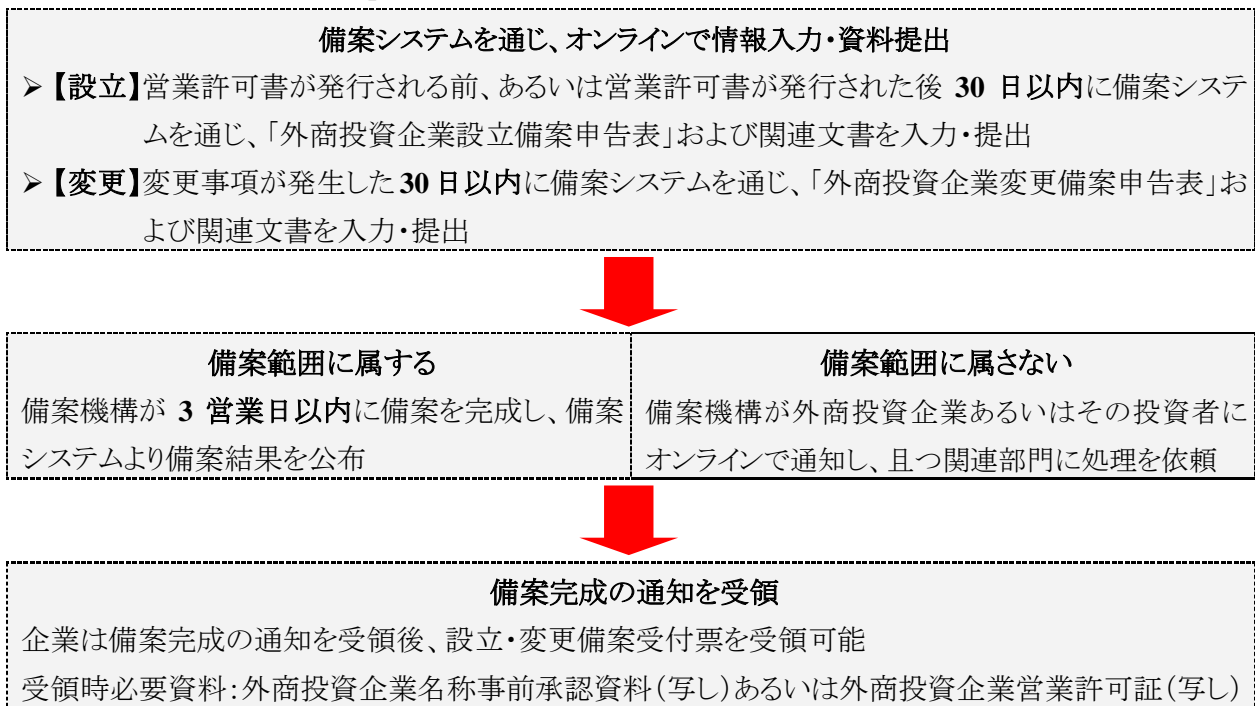 備案システムを通じ、オンラインで情報入力・資料提出
➢【設立】営業許可書が発行される前、あるいは営業許可書が発行された後 30 日以内に備案システ
ムを通じ、「外商投資企業設立備案申告表」および関連文書を入力・提出
➢【変更】変更事項が発生した 30 日以内に備案システムを通じ、「外商投資企業変更備案申告表」お
よび関連文書を入力・提出
備案範囲に属する
備案機構が 3 営業日以内に備案を完成し、備案
システムより備案結果を公布
備案範囲に属さない
備案機構が外商投資企業あるいはその投資者に
オンラインで通知し、且つ関連部門に処理を依頼
備案完成の通知を受領
企業は備案完成の通知を受領後、設立・変更備案受付票を受領可能
受領時必要資料:外商投資企業名称事前承認資料(写し)あるいは外商投資企業営業許可証(写し)